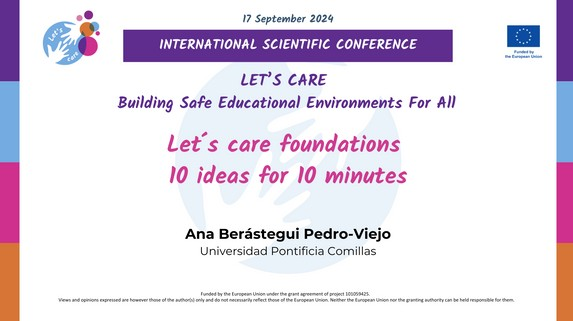 17 September 2024
Let's
care
INTERNATIONAL SCIENTIFIC CONFERENCE
Funded by
the European Union
LET'S CARE
Building Safe Educational Environments For All
Let´s care foundations
10 ideas for 10 minutes
Ana Berástegui Pedro-Viejo
Universidad Pontificia Comillas
Funded by the European Union under the grant agreement of project 101059425.
Views and opinions expressed are however those of the author(s) only and do not necessarily reflect those of the European Union. Neither the European Union nor the granting authority can be held responsible for them.